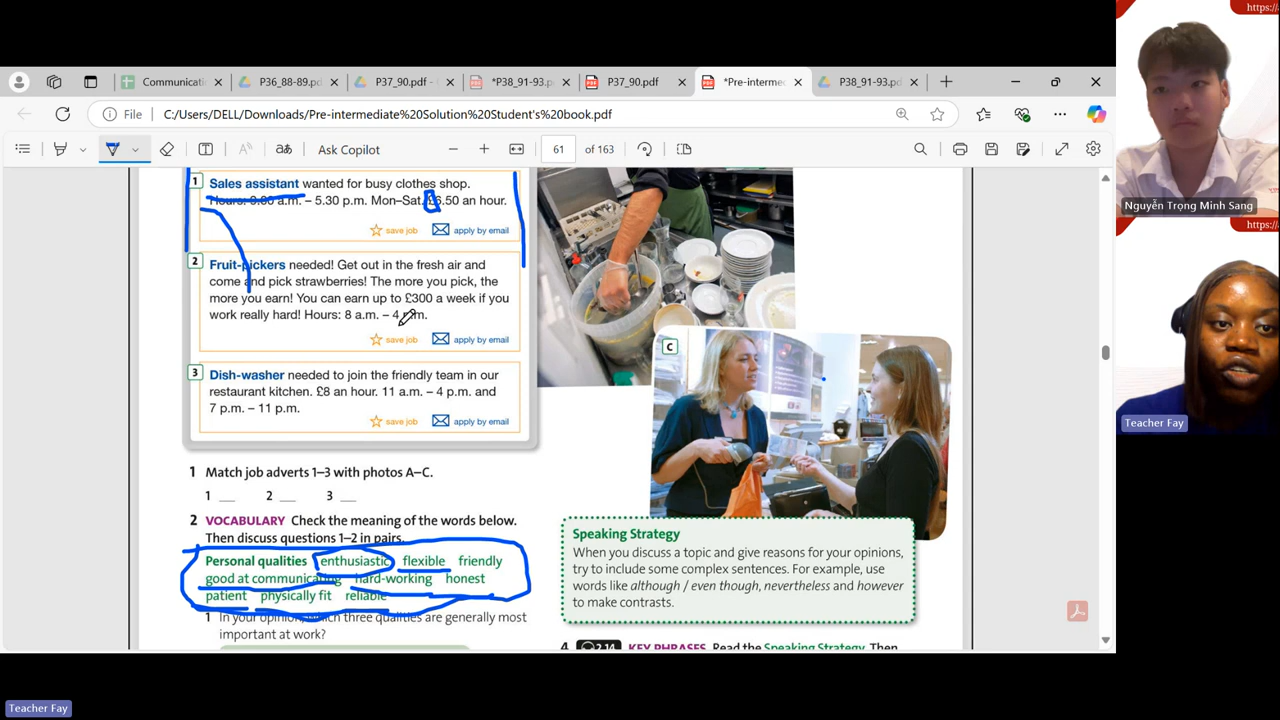 https://
Communicati
P36_88-89.pd
P37_90.pdf -
*P38_91-93.p
P37_90.pdf
*Pre-interme
P38_91-93.pd
File
C:/Users/DELL/Downloads/Pre-intermediate%20Solution%20Student's%20book.pdf
Ask Copilot
61 of 163
1 Sales assistant wanted for busy clothes shop.
Hours: 9.00 a.m. – 5.30 p.m. Mon–Sat. £6.50 an hour.
save job apply by email
2 Fruit-pickers needed! Get out in the fresh air and
come and pick strawberries! The more you pick, the
more you earn! You can earn up to £300 a week if you
work really hard! Hours: 8 a.m. – 4 p.m.
save job apply by email
3 Dish-washer needed to join the friendly team in our
restaurant kitchen. £8 an hour. 11 a.m. – 4 p.m. and
7 p.m. – 11 p.m.
save job apply by email
C
1 Match job adverts 1–3 with photos A–C.
1 __ 2 __ 3 __
2 VOCABULARY Check the meaning of the words below.
Then discuss questions 1–2 in pairs.
Personal qualities enthusiastic flexible friendly
good at communicating hard-working honest
patient physically fit reliable
1 In your opinion, which three qualities are generally most
important at work?
Speaking Strategy
When you discuss a topic and give reasons for your opinions,
try to include some complex sentences. For example, use
words like although / even though, nevertheless and however
to make contrasts.
4 2.14 KEY PHRASES Read the Speaking Strategy. Then
Nguyễn Trọng Minh Sang
https://
Teacher Fay
Teacher Fay